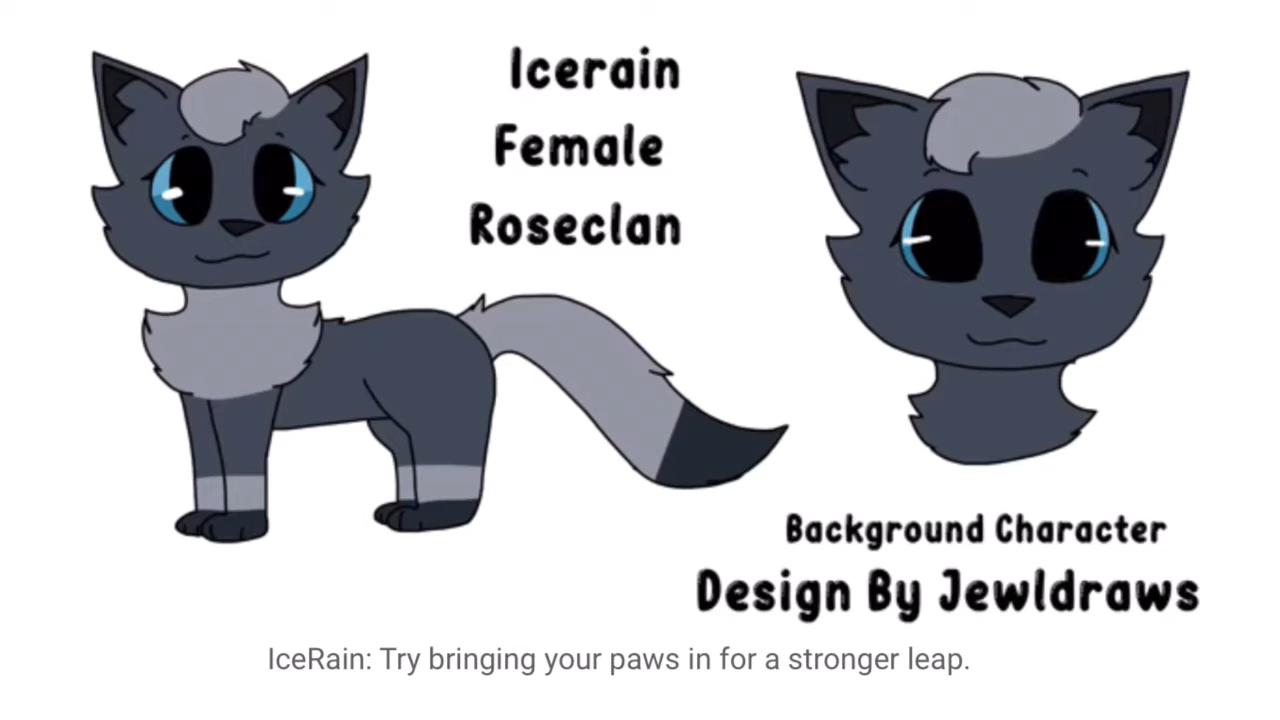 Icerain
Female
Roseclan
Background Character
Design By Jewldraws
IceRain: Try bringing your paws in for a stronger leap.